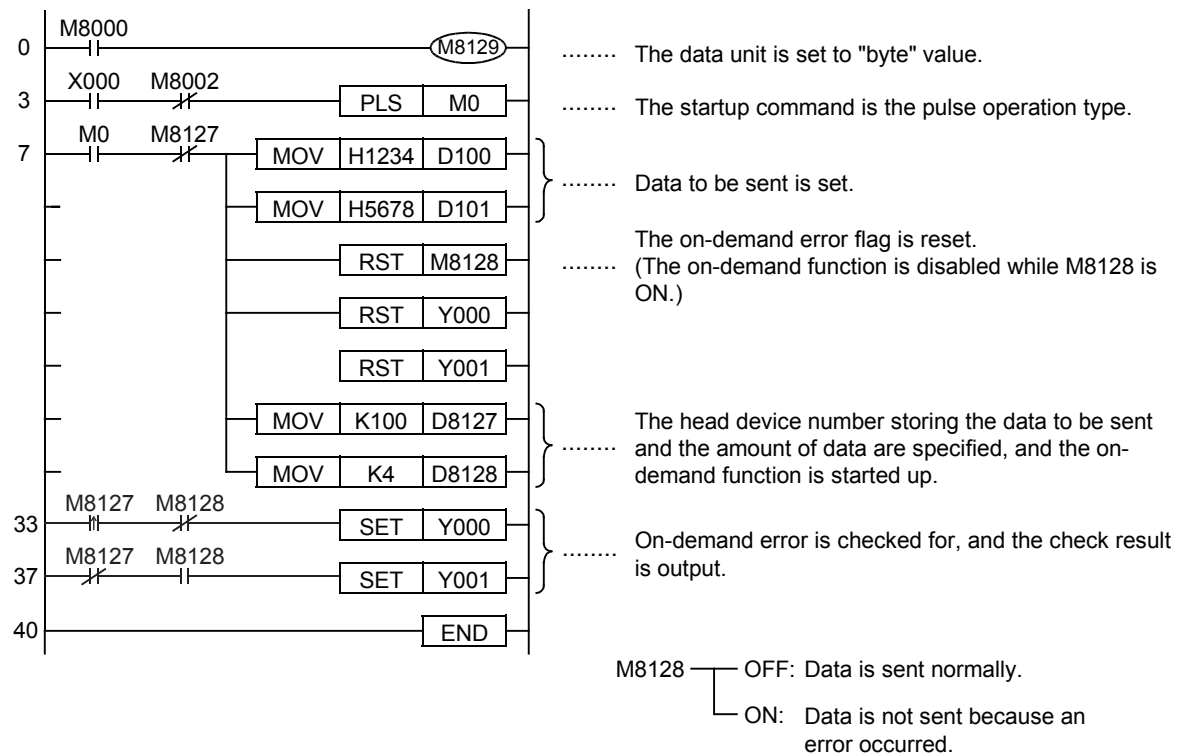 M8000
0 M8129 ........ The data unit is set to "byte" value.
X000 M8002
3 PLS M0 ........ The startup command is the pulse operation type.
M0 M8127
7 MOV H1234 D100
........ Data to be sent is set.
MOV H5678 D101
The on-demand error flag is reset.
RST M8128 ........ (The on-demand function is disabled while M8128 is
ON.)
RST Y000
RST Y001
MOV K100 D8127 The head device number storing the data to be sent
........ and the amount of data are specified, and the on-
MOV K4 D8128 demand function is started up.
M8127 M8128
33 SET Y000
........ On-demand error is checked for, and the check result
is output.
M8127 M8128
37 SET Y001
40 END
M8128 OFF: Data is sent normally.
ON: Data is not sent because an
error occurred.